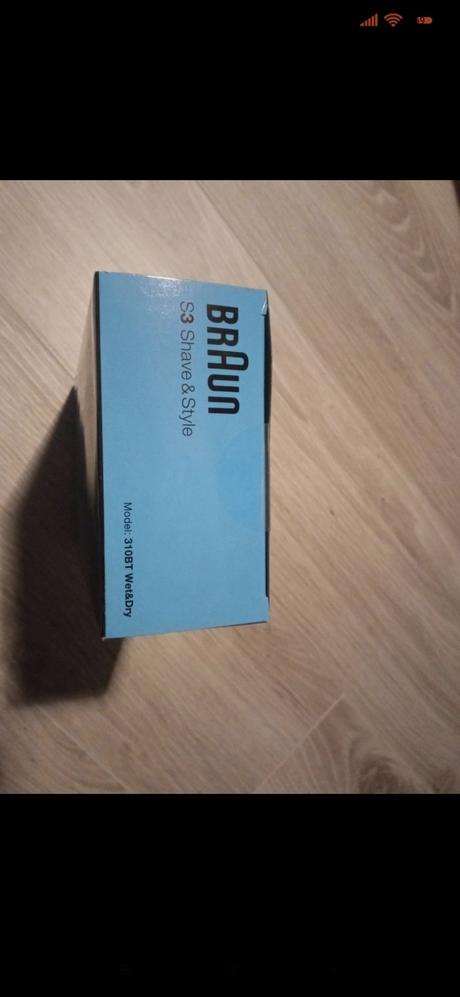 BRAUN
S3 Shave & Style
Model: 310BT Wet&Dry